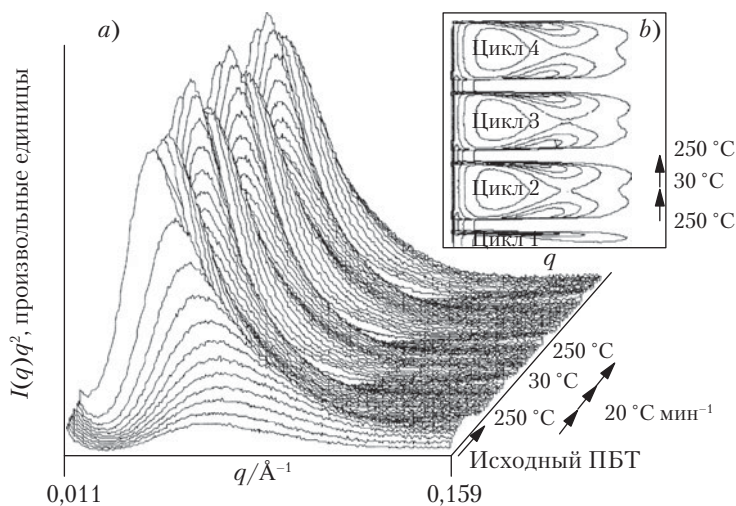 a)
b)
Цикл 4
Цикл 3
Цикл 2
Цикл 1
250 °C
30 °C
250 °C
q
I(q)q², произвольные единицы
250 °C
30 °C
250 °C
20 °C мин⁻¹
Исходный ПБТ
q/Å⁻¹
0,011
0,159